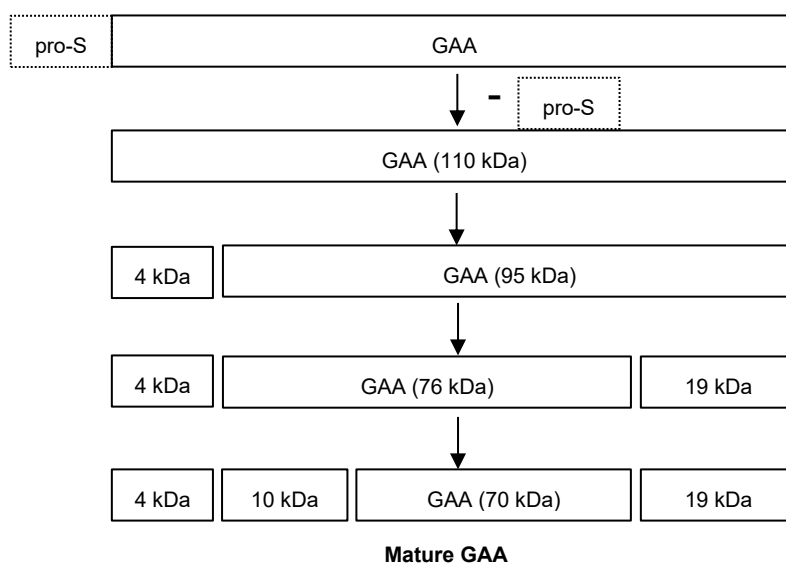 pro-S GAA
- pro-S
GAA (110 kDa)
4 kDa GAA (95 kDa)
4 kDa GAA (76 kDa) 19 kDa
4 kDa 10 kDa GAA (70 kDa) 19 kDa
Mature GAA